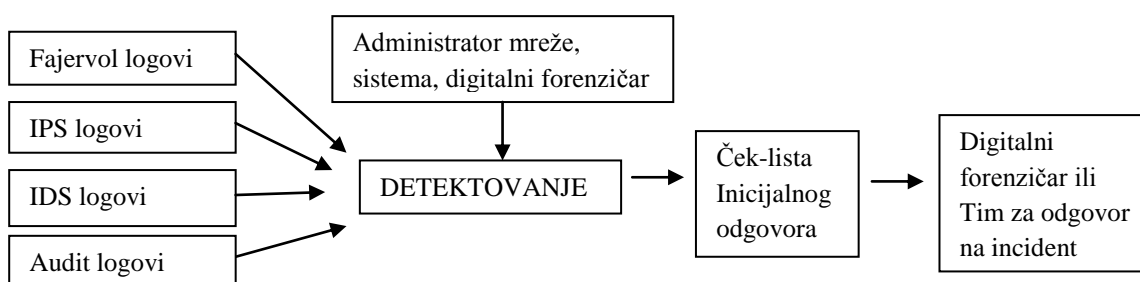 Fajervol logovi
IPS logovi
IDS logovi
Audit logovi
Administrator mreže,
sistema, digitalni forenzičar
DETEKTOVANJE
Ček-lista
Inicijalnog
odgovora
Digitalni
forenzičar ili
Tim za odgovor
na incident